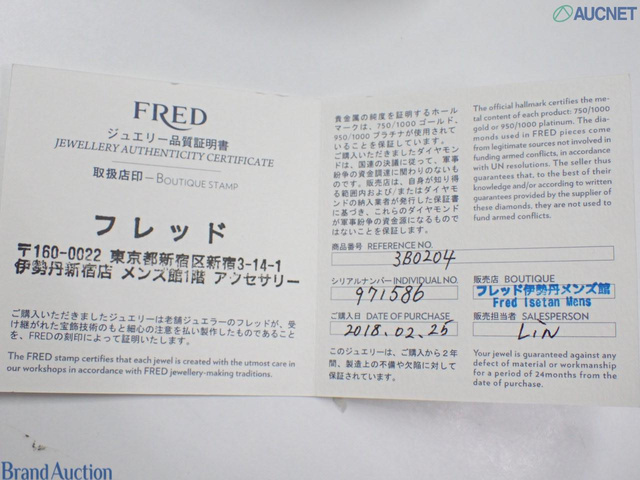 AUCNET
FRED
ジュエリー品質証明書
JEWELLERY AUTHENTICITY CERTIFICATE
取扱店印—BOUTIQUE STAMP
フレッド
〒160-0022 東京都新宿区新宿3-14-1
伊勢丹新宿店 メンズ館1階 アクセサリー
ご購入いただきましたジュエリーは老舗ジュエラーのフレッドが、受
け継がれた宝飾技術のもと細心の注意を払い製作したものであること
を、FREDの刻印によって証明いたします。
The FRED stamp certifies that each jewel is created with the utmost care in
our workshops in accordance with FRED jewellery-making traditions.
貴金属の純度を証明するホール
マークは、750/1000 ゴールド、
950/1000 プラチナが使用されて
いることを保証しています。
ご購入いただきましたダイヤモン
ドは、国連の決議に従って、軍事
紛争の資金調達に関わりのないも
のです。販売店は、自身が知り得
る範囲内および/またはダイヤモ
ンドの納入業者が発行した保証書
に基づき、これらのダイヤモンド
が軍事紛争の資金源になるもので
はないことを保証します。
The official hallmark certifies the me-
tal content of each product: 750/1000
gold or 950/1000 platinum. The dia-
monds used in FRED pieces come
from legitimate sources not involved in
funding armed conflicts, in accordance
with UN resolutions. The seller thus
guarantees that, to the best of their
knowledge and/or according to written
guarantees provided by the supplier of
these diamonds, they are not used to
fund armed conflicts.
商品番号 REFERENCE NO.
3B0204
シリアルナンバー INDIVIDUAL NO.
971586
販売店 BOUTIQUE
フレッド伊勢丹メンズ館
Fred Isetan Mens
ご購入日 DATE OF PURCHASE
2018.02.25
販売担当者 SALESPERSON
LIN
このジュエリーは、ご購入から2年
間、製造上の不備や欠陥に対して
保証されています。
Your jewel is guaranteed against any
defect of material or workmanship
for a period of 24months from the
date of purchase.
Brand Auction